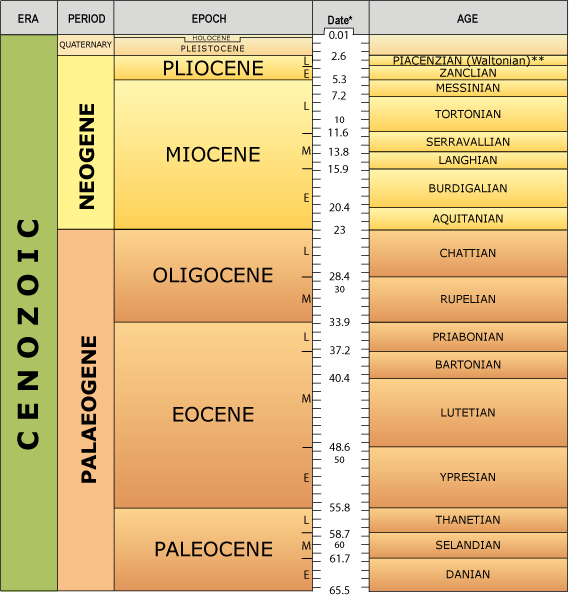 ERA PERIOD EPOCH Date* AGE
CENOZOIC
QUATERNARY
NEOGENE
PALAEOGENE
HOLOCENE
PLEISTOCENE
PLIOCENE
L
E
MIOCENE
L
M
E
OLIGOCENE
L
M
EOCENE
L
M
E
PALEOCENE
L
M
E
0.01
2.6
5.3
7.2
10
11.6
13.8
15.9
20.4
23
28.4
30
33.9
37.2
40.4
48.6
50
55.8
58.7
60
61.7
65.5
PIACENZIAN (Waltonian)**
ZANCLIAN
MESSINIAN
TORTONIAN
SERRAVALLIAN
LANGHIAN
BURDIGALIAN
AQUITANIAN
CHATTIAN
RUPELIAN
PRIABONIAN
BARTONIAN
LUTETIAN
YPRESIAN
THANETIAN
SELANDIAN
DANIAN